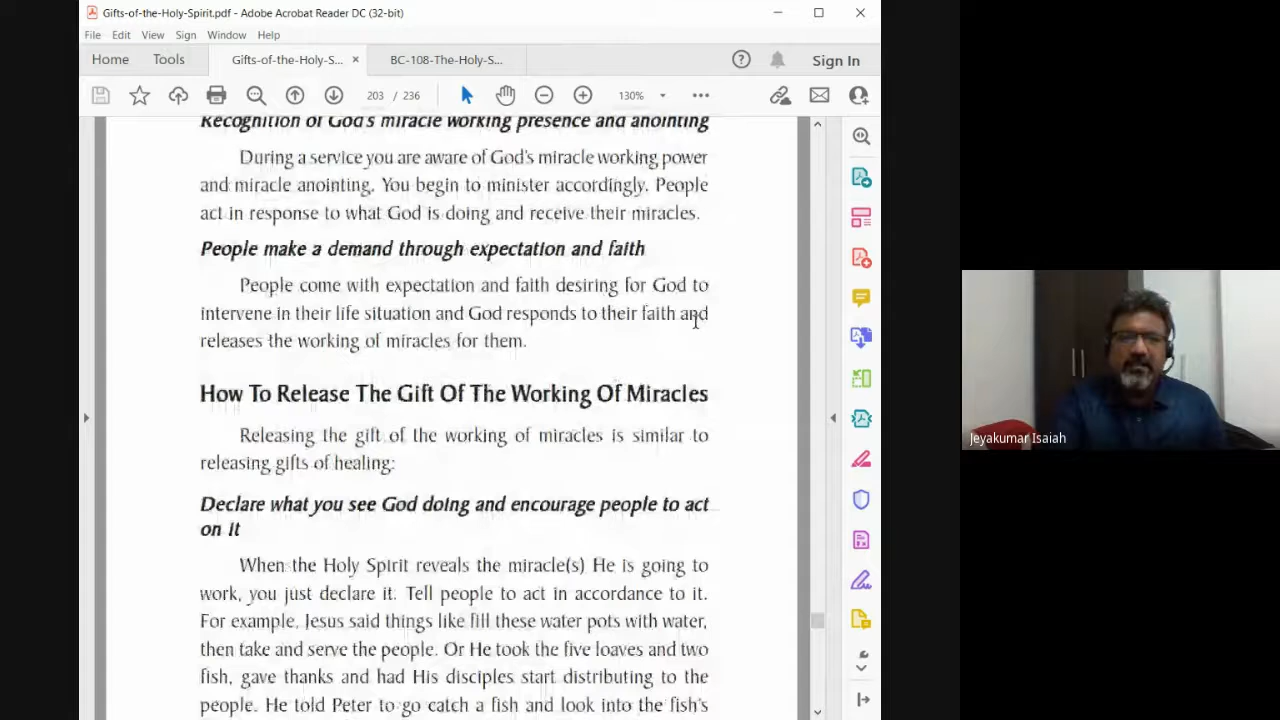 Gifts-of-the-Holy-Spirit.pdf - Adobe Acrobat Reader DC (32-bit)
File Edit View Sign Window Help
Home Tools Gifts-of-the-Holy-S... × BC-108-The-Holy-S... Sign In
203 / 236 130%
Recognition of God's miracle working presence and anointing
During a service you are aware of God's miracle working power
and miracle anointing. You begin to minister accordingly. People
act in response to what God is doing and receive their miracles.
People make a demand through expectation and faith
People come with expectation and faith desiring for God to
intervene in their life situation and God responds to their faith and
releases the working of miracles for them.
How To Release The Gift Of The Working Of Miracles
Releasing the gift of the working of miracles is similar to
releasing gifts of healing:
Declare what you see God doing and encourage people to act
on it
When the Holy Spirit reveals the miracle(s) He is going to
work, you just declare it. Tell people to act in accordance to it.
For example, Jesus said things like fill these water pots with water,
then take and serve the people. Or He took the five loaves and two
fish, gave thanks and had His disciples start distributing to the
people. He told Peter to go catch a fish and look into the fish's
Jeyakumar Isaiah